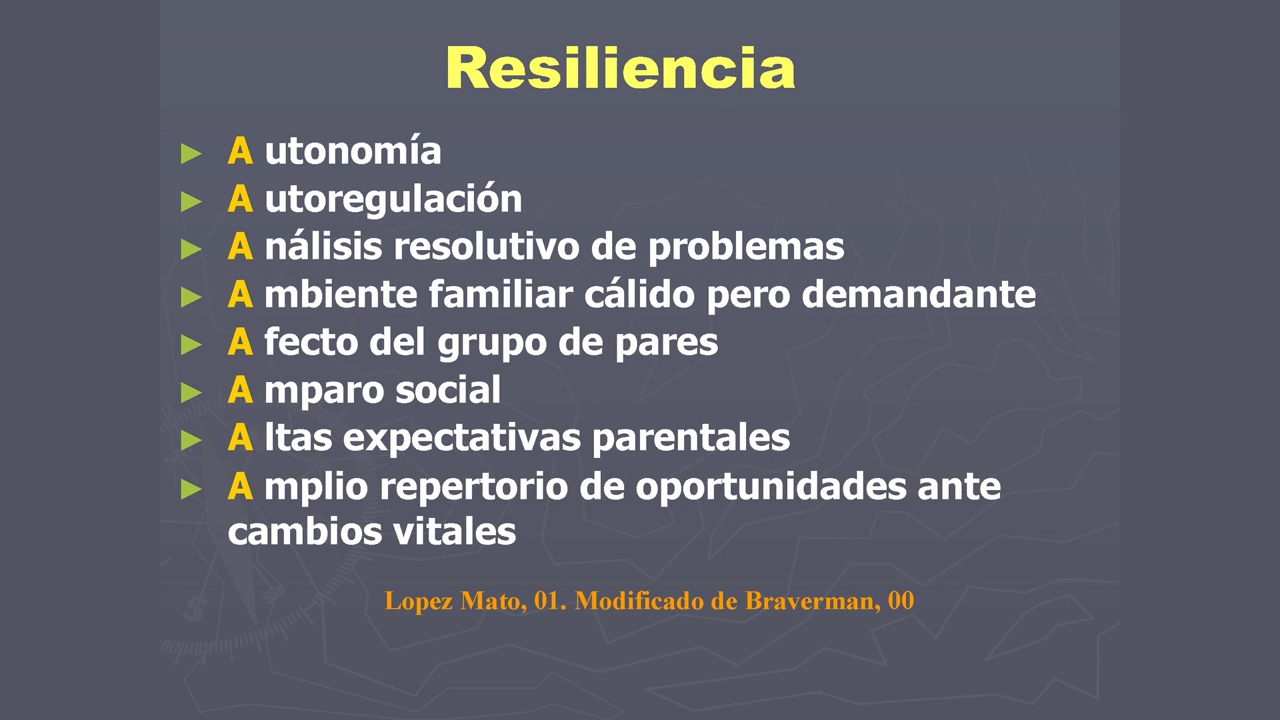 Resiliencia
► A utonomía
► A utoregulación
► A nálisis resolutivo de problemas
► A mbiente familiar cálido pero demandante
► A fecto del grupo de pares
► A mparo social
► A ltas expectativas parentales
► A mplio repertorio de oportunidades ante
cambios vitales
Lopez Mato, 01. Modificado de Braverman, 00
S
SE